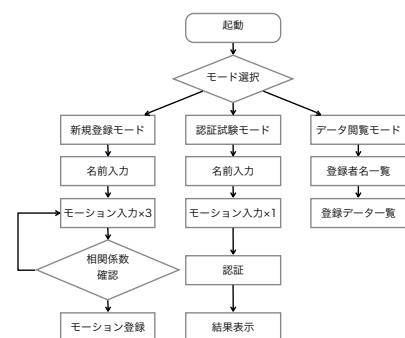 起動
モード選択
新規登録モード
認証試験モード
データ閲覧モード
名前入力
名前入力
登録者名一覧
モーション入力×3
モーション入力×1
登録データ一覧
相関係数
確認
認証
モーション登録
結果表示